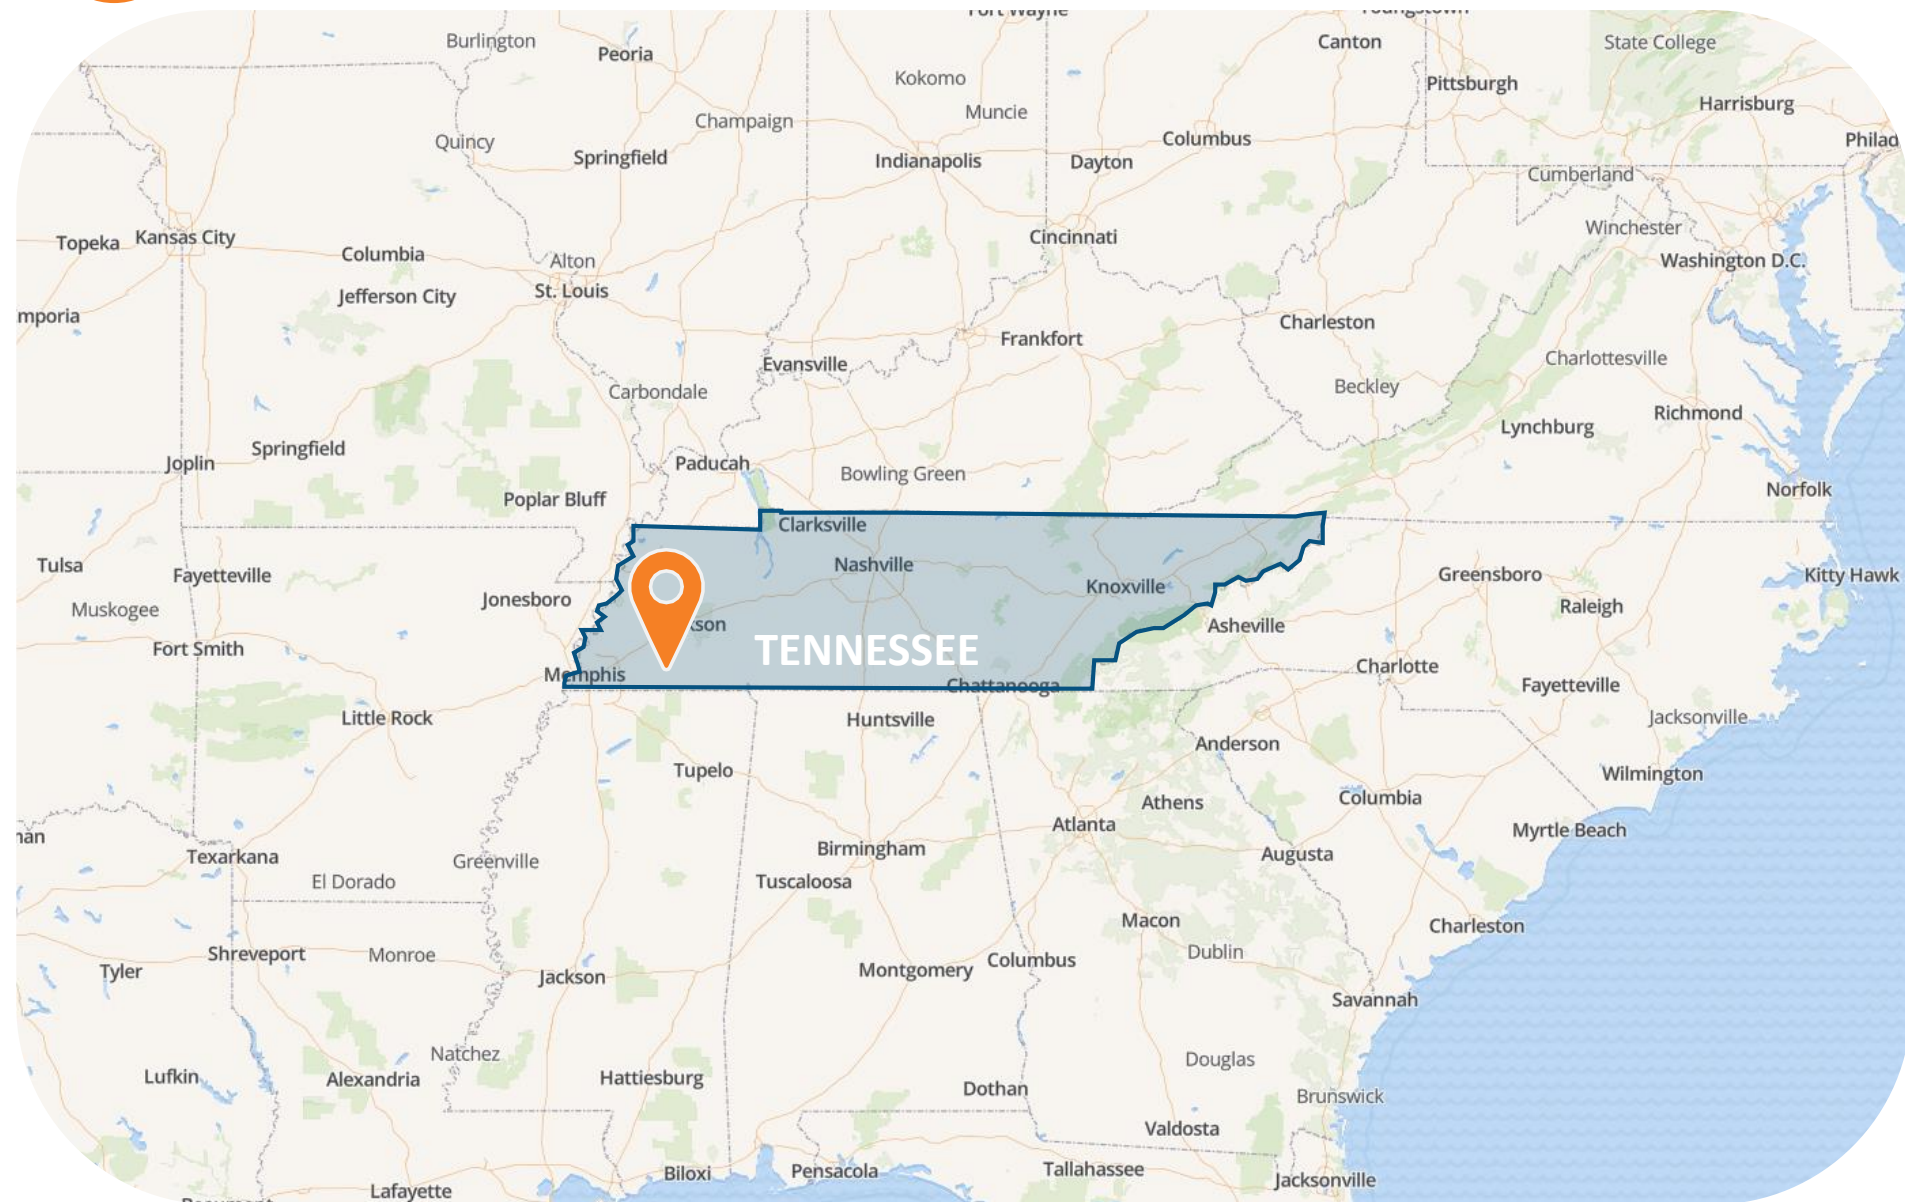 Burlington
Peoria
Canton
State College
Kokomo
Pittsburgh
Muncie
Harrisburg
Champaign
Quincy
Springfield
Columbus
Philad
Indianapolis
Dayton
Cumberland
Winchester
Topeka
Kansas City
Cincinnati
Columbia
Alton
Washington D.C.
Jefferson City
St. Louis
mporia
Charleston
Frankfort
Evansville
Charlottesville
Carbondale
Beckley
Richmond
Lynchburg
Springfield
Joplin
Paducah
Bowling Green
Poplar Bluff
Norfolk
Clarksville
Tulsa
Nashville
Fayetteville
Knoxville
Greensboro
Kitty Hawk
Jonesboro
Muskogee
Raleigh
kson
Asheville
Fort Smith
TENNESSEE
Memphis
Charlotte
Chattanooga
Fayetteville
Little Rock
Huntsville
Jacksonville
Anderson
Tupelo
Wilmington
Athens
Columbia
Atlanta
Myrtle Beach
Birmingham
Texarkana
Greenville
Augusta
El Dorado
Tuscaloosa
Macon
Charleston
Shreveport
Monroe
Dublin
Tyler
Jackson
Montgomery
Columbus
Savannah
Natchez
Douglas
Lufkin
Alexandria
Hattiesburg
Dothan
Brunswick
Valdosta
Biloxi
Pensacola
Tallahassee
Jacksonville
Lafayette